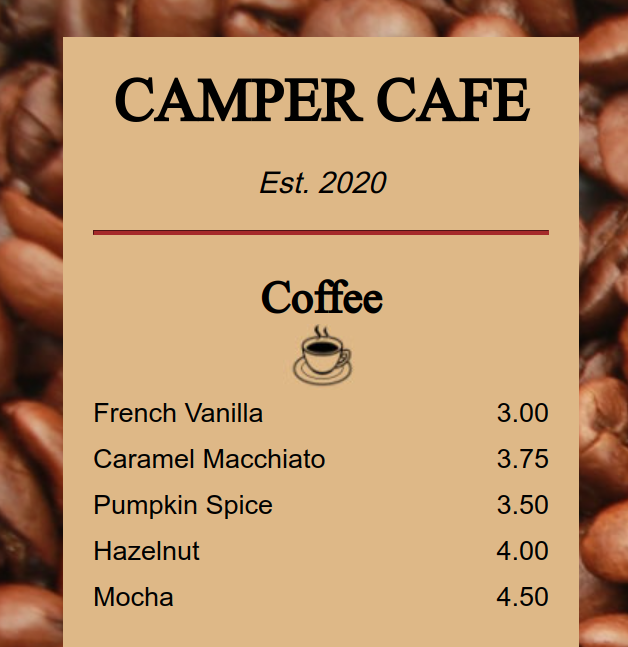 CAMPER CAFE
Est. 2020
Coffee
French Vanilla 3.00
Caramel Macchiato 3.75
Pumpkin Spice 3.50
Hazelnut 4.00
Mocha 4.50